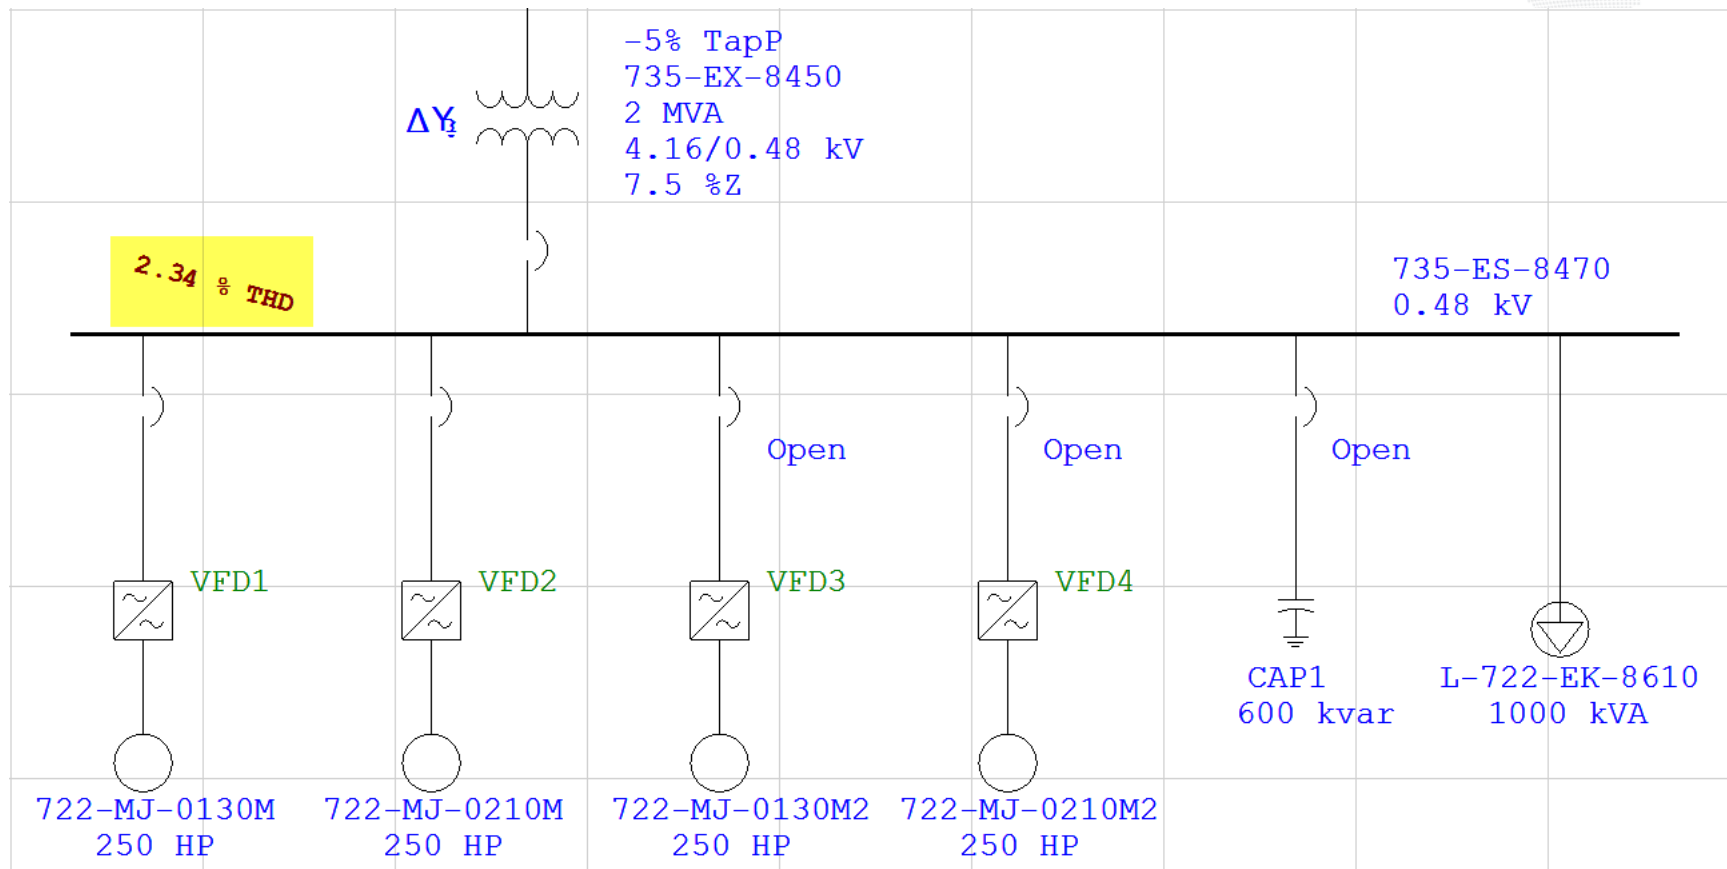 -5% TapP
735-EX-8450
2 MVA
4.16/0.48 kV
7.5 %Z
ΔY
2.34 % THD
735-ES-8470
0.48 kV
Open
Open
Open
VFD1
VFD2
VFD3
VFD4
CAP1
600 kvar
L-722-EK-8610
1000 kVA
722-MJ-0130M
250 HP
722-MJ-0210M
250 HP
722-MJ-0130M2
250 HP
722-MJ-0210M2
250 HP